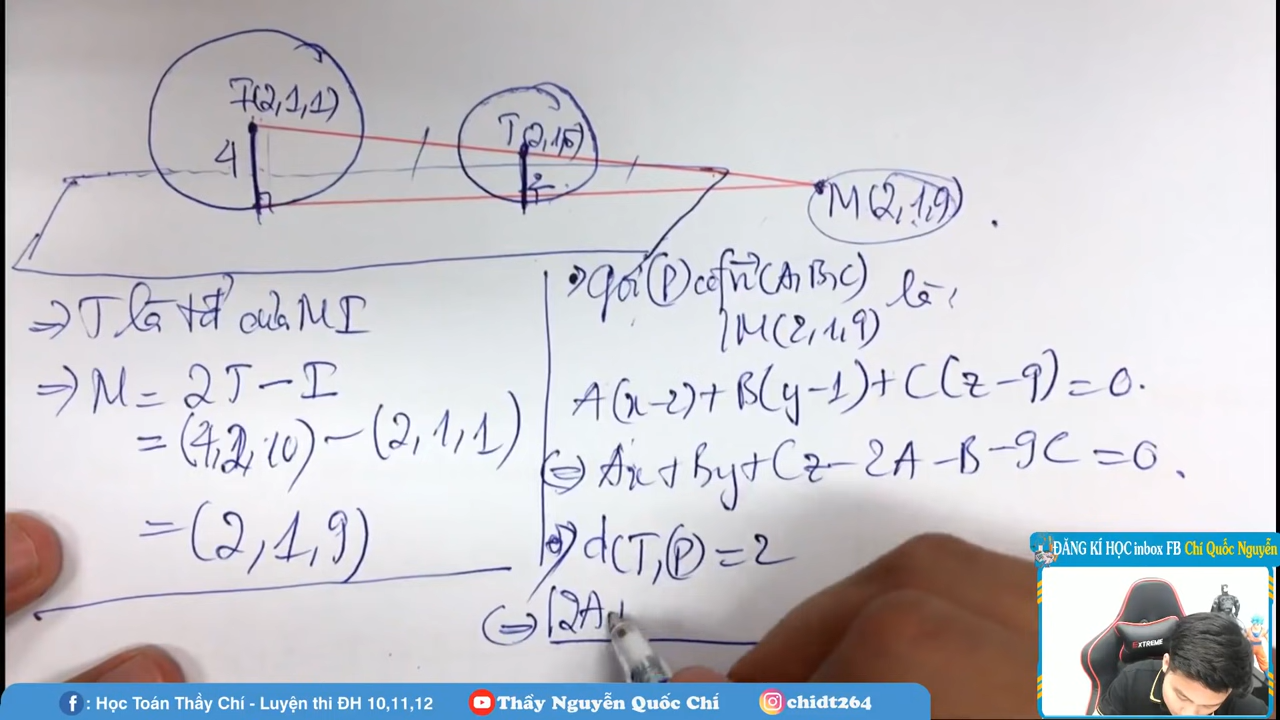 I(2,1,1)
4
T(2,1,5)
2
M(2,1,9)
=> T là tđ của MI
=> M = 2T - I
= (4,2,10) - (2,1,1)
= (2,1,9)
gọi (P) có { n(A,B,C)
M(2,1,9)
là:
A(x-2)+B(y-1)+C(z-9)=0.
<=> Ax+By+Cz-2A-B-9C=0.
d(T,(P))=2
<=> |2A+
ĐĂNG KÍ HỌC inbox FB Chí Quốc Nguyễn
EXTREME
f : Học Toán Thầy Chí - Luyện thi ĐH 10,11,12
Thầy Nguyễn Quốc Chí
chidt264